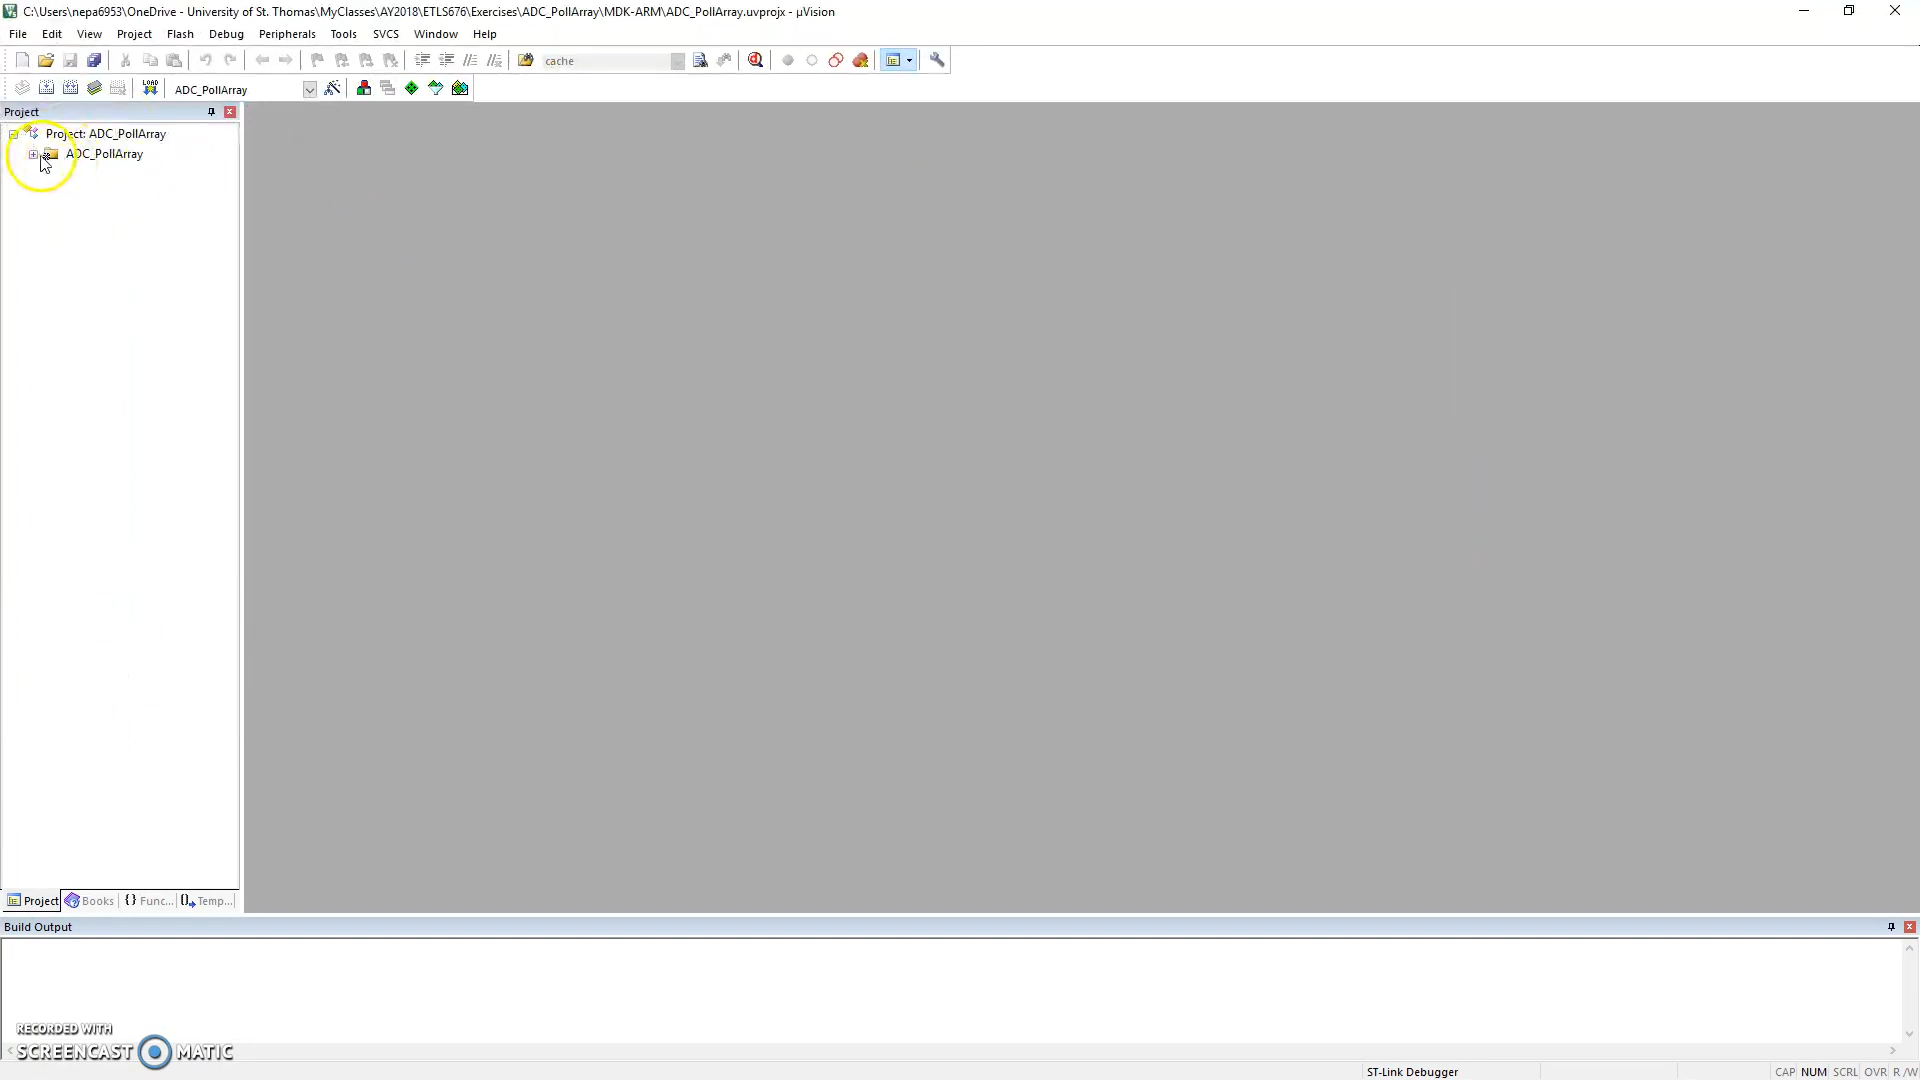 C:\Users\nepa6953\OneDrive - University of St. Thomas\MyClasses\AY2018\ETLS676\Exercises\ADC_PollArray\MDK-ARM\ADC_PollArray.uvprojx - µVision
File Edit View Project Flash Debug Peripherals Tools SVCS Window Help
cache
LOAD ADC_PollArray
Project
Project: ADC_PollArray
ADC_PollArray
Project Books {} Func... Temp...
Build Output
RECORDED WITH
SCREENCAST MATIC
ST-Link Debugger CAP NUM SCRL OVR R/W